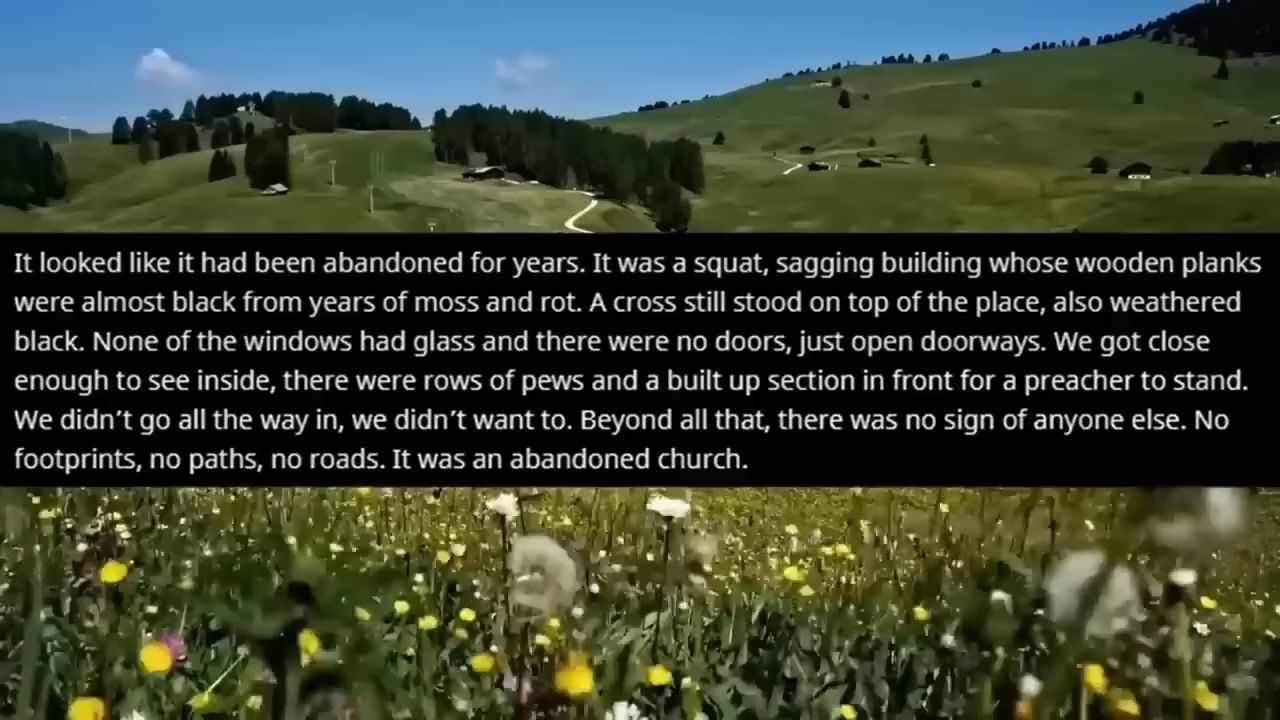 It looked like it had been abandoned for years. It was a squat, sagging building whose wooden planks
were almost black from years of moss and rot. A cross still stood on top of the place, also weathered
black. None of the windows had glass and there were no doors, just open doorways. We got close
enough to see inside, there were rows of pews and a built up section in front for a preacher to stand.
We didn’t go all the way in, we didn’t want to. Beyond all that, there was no sign of anyone else. No
footprints, no paths, no roads. It was an abandoned church.